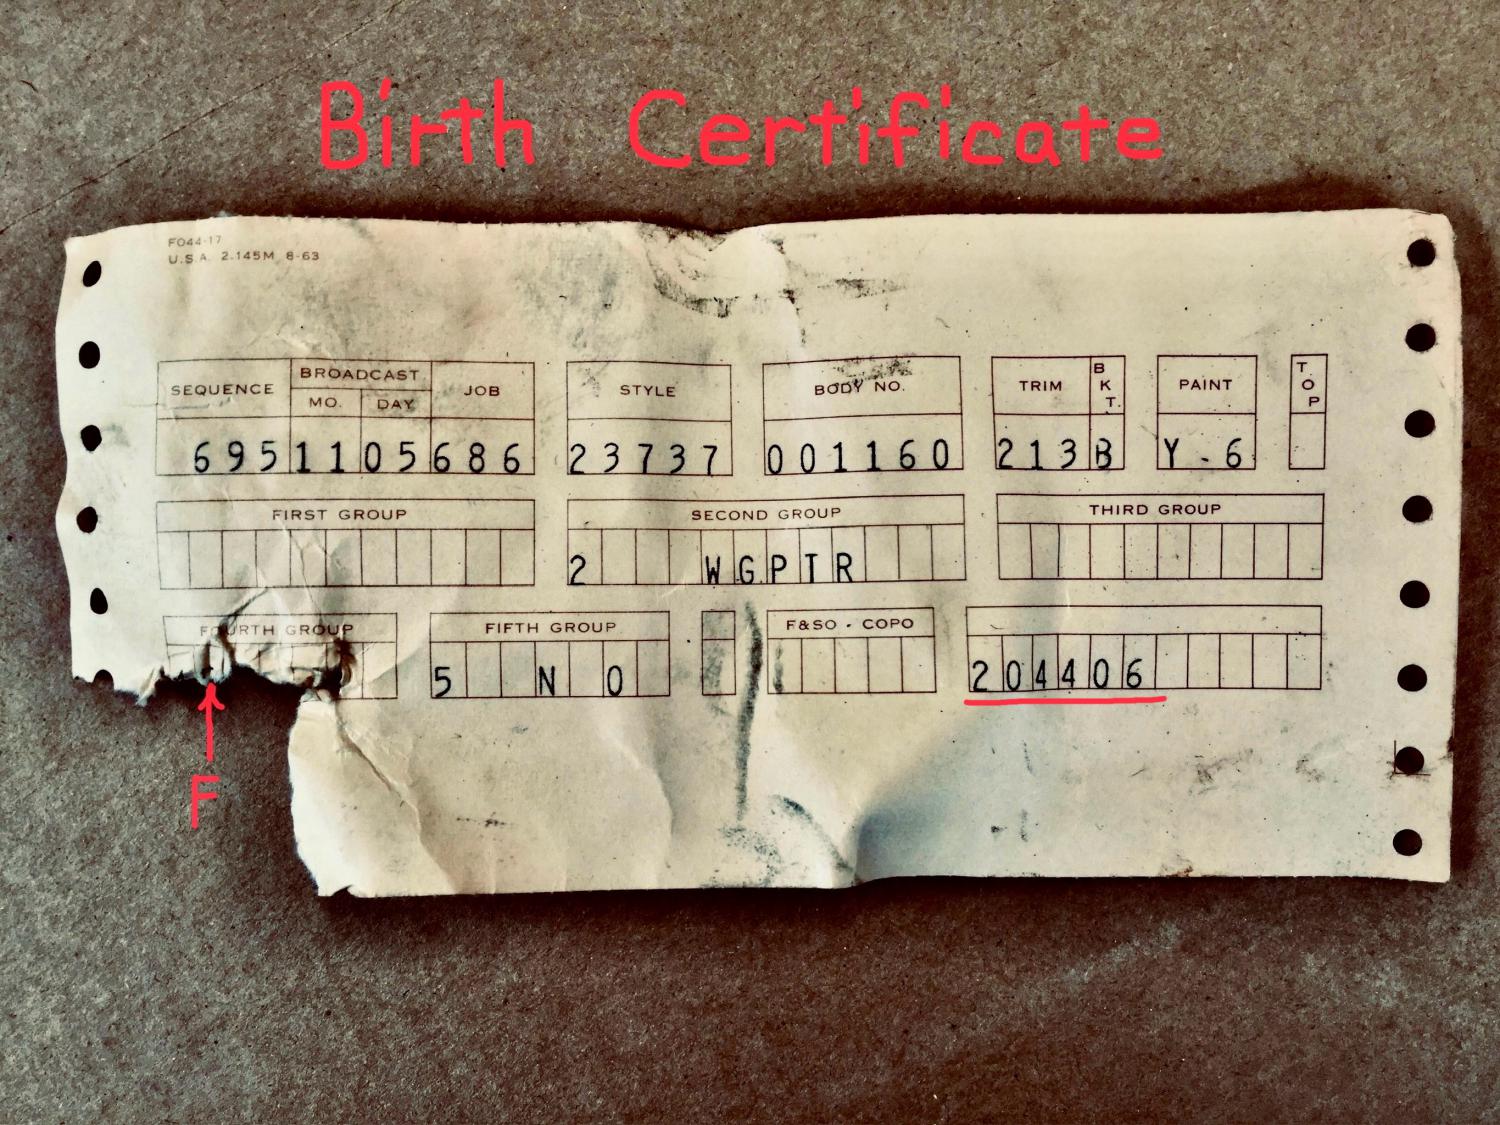 Birth Certificate
F044-17
U.S.A. 2-145M 8-63
SEQUENCE BROADCAST MO. DAY JOB STYLE BODY NO. TRIM BKT. PAINT TOP
695 11 05 686 23737 001160 213 B Y-6
FIRST GROUP SECOND GROUP THIRD GROUP
2 WGPTR
FOURTH GROUP FIFTH GROUP F&SO - COPO
5 N O 204406
F